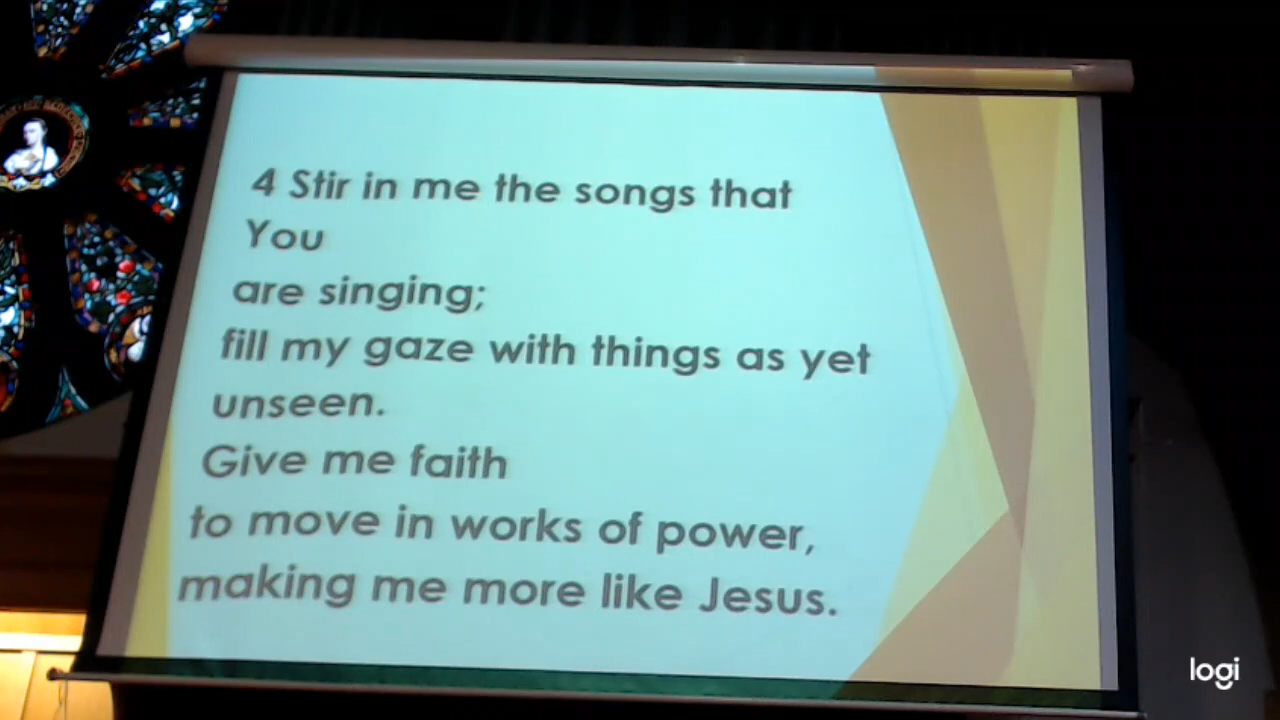 4 Stir in me the songs that
You
are singing;
fill my gaze with things as yet
unseen.
Give me faith
to move in works of power,
making me more like Jesus.
logi